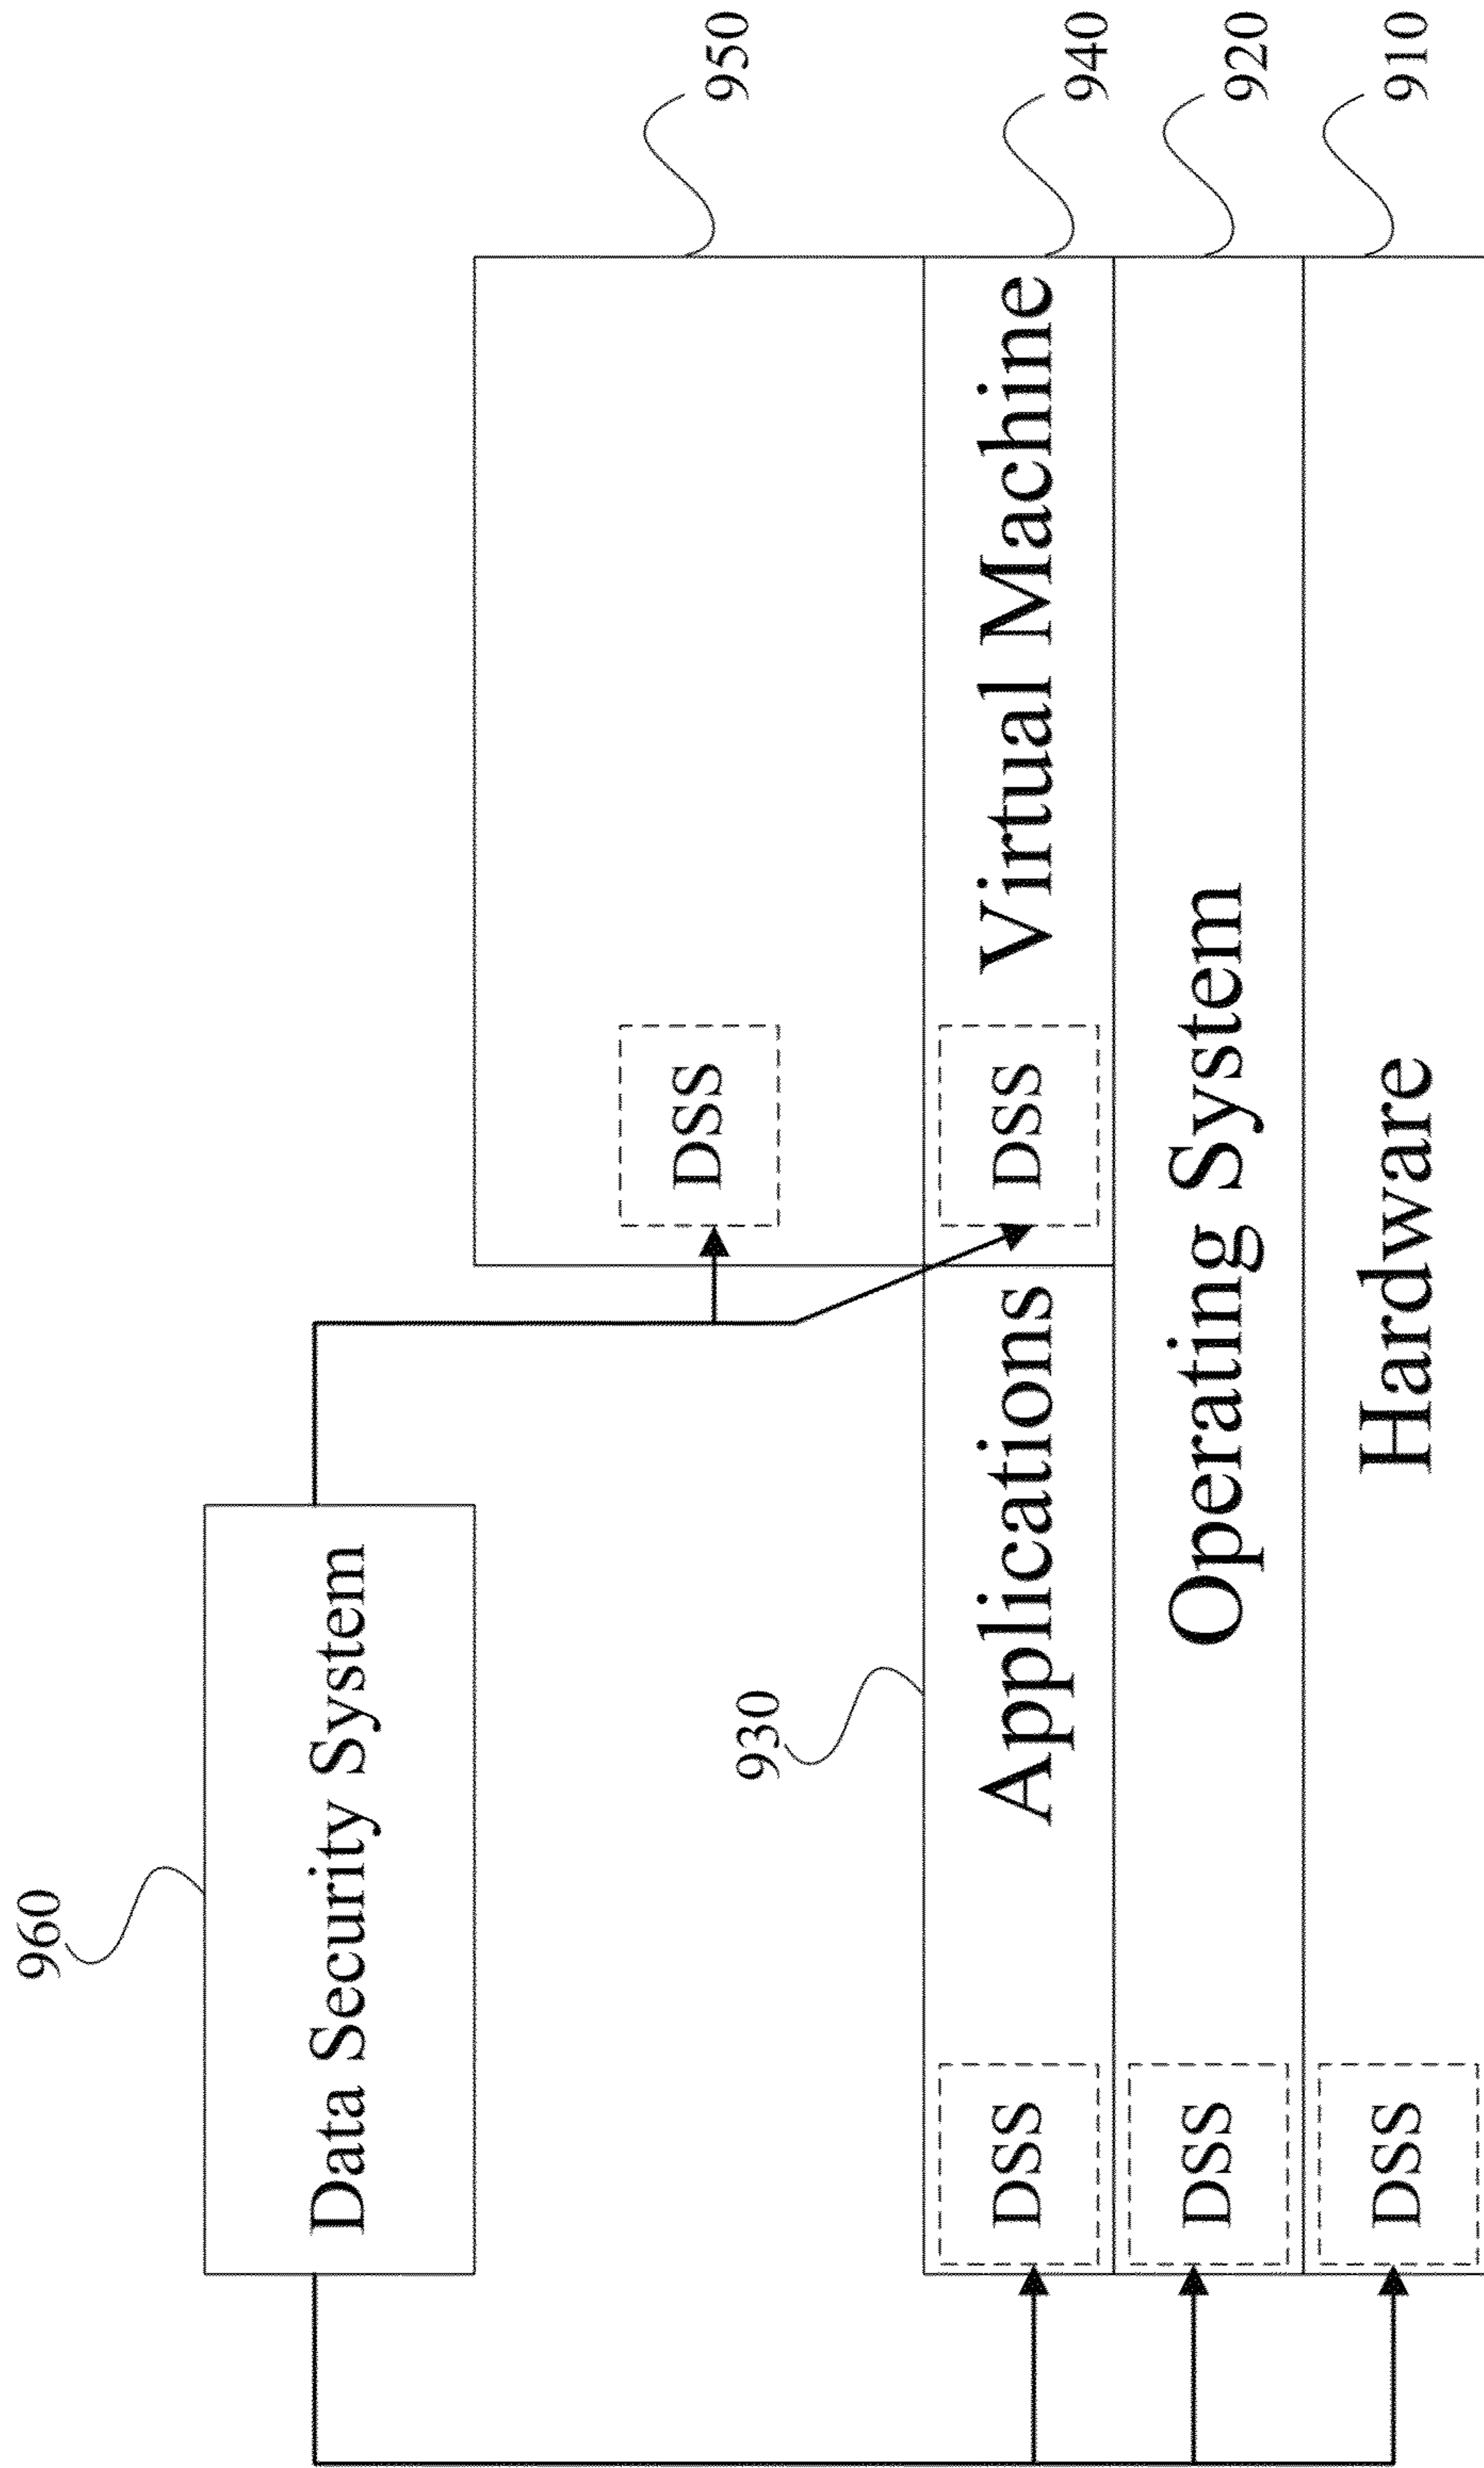 960
Data Security System
950
DSS
930
DSS
Applications
DSS
Virtual Machine
940
DSS
Operating System
920
DSS
Hardware
910